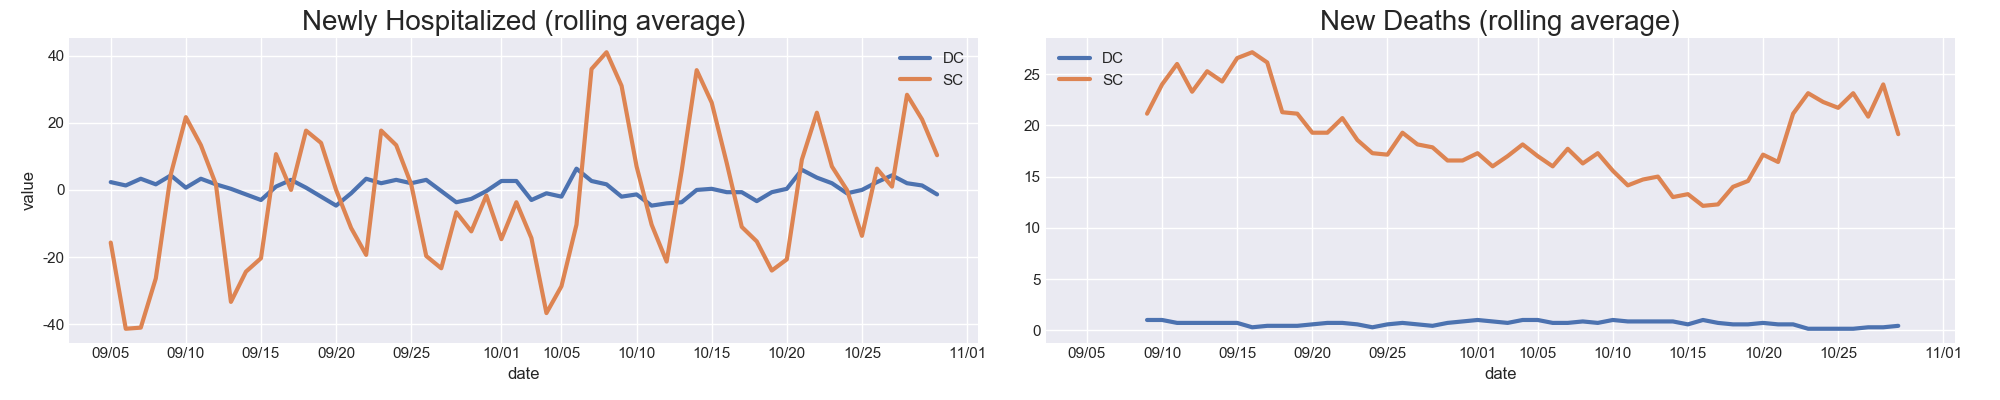 Newly Hospitalized (rolling average)
DC
SC
40
20
0
-20
-40
value
09/05 09/10 09/15 09/20 09/25 10/01 10/05 10/10 10/15 10/20 10/25 11/01
date
New Deaths (rolling average)
DC
SC
25
20
15
10
5
0
09/05 09/10 09/15 09/20 09/25 10/01 10/05 10/10 10/15 10/20 10/25 11/01
date